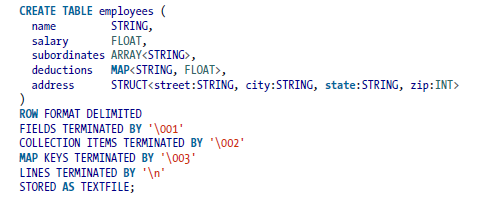 CREATE TABLE employees (
  name         STRING,
  salary       FLOAT,
  subordinates ARRAY<STRING>,
  deductions   MAP<STRING, FLOAT>,
  address      STRUCT<street:STRING, city:STRING, state:STRING, zip:INT>
)
ROW FORMAT DELIMITED
FIELDS TERMINATED BY '\001'
COLLECTION ITEMS TERMINATED BY '\002'
MAP KEYS TERMINATED BY '\003'
LINES TERMINATED BY '\n'
STORED AS TEXTFILE;